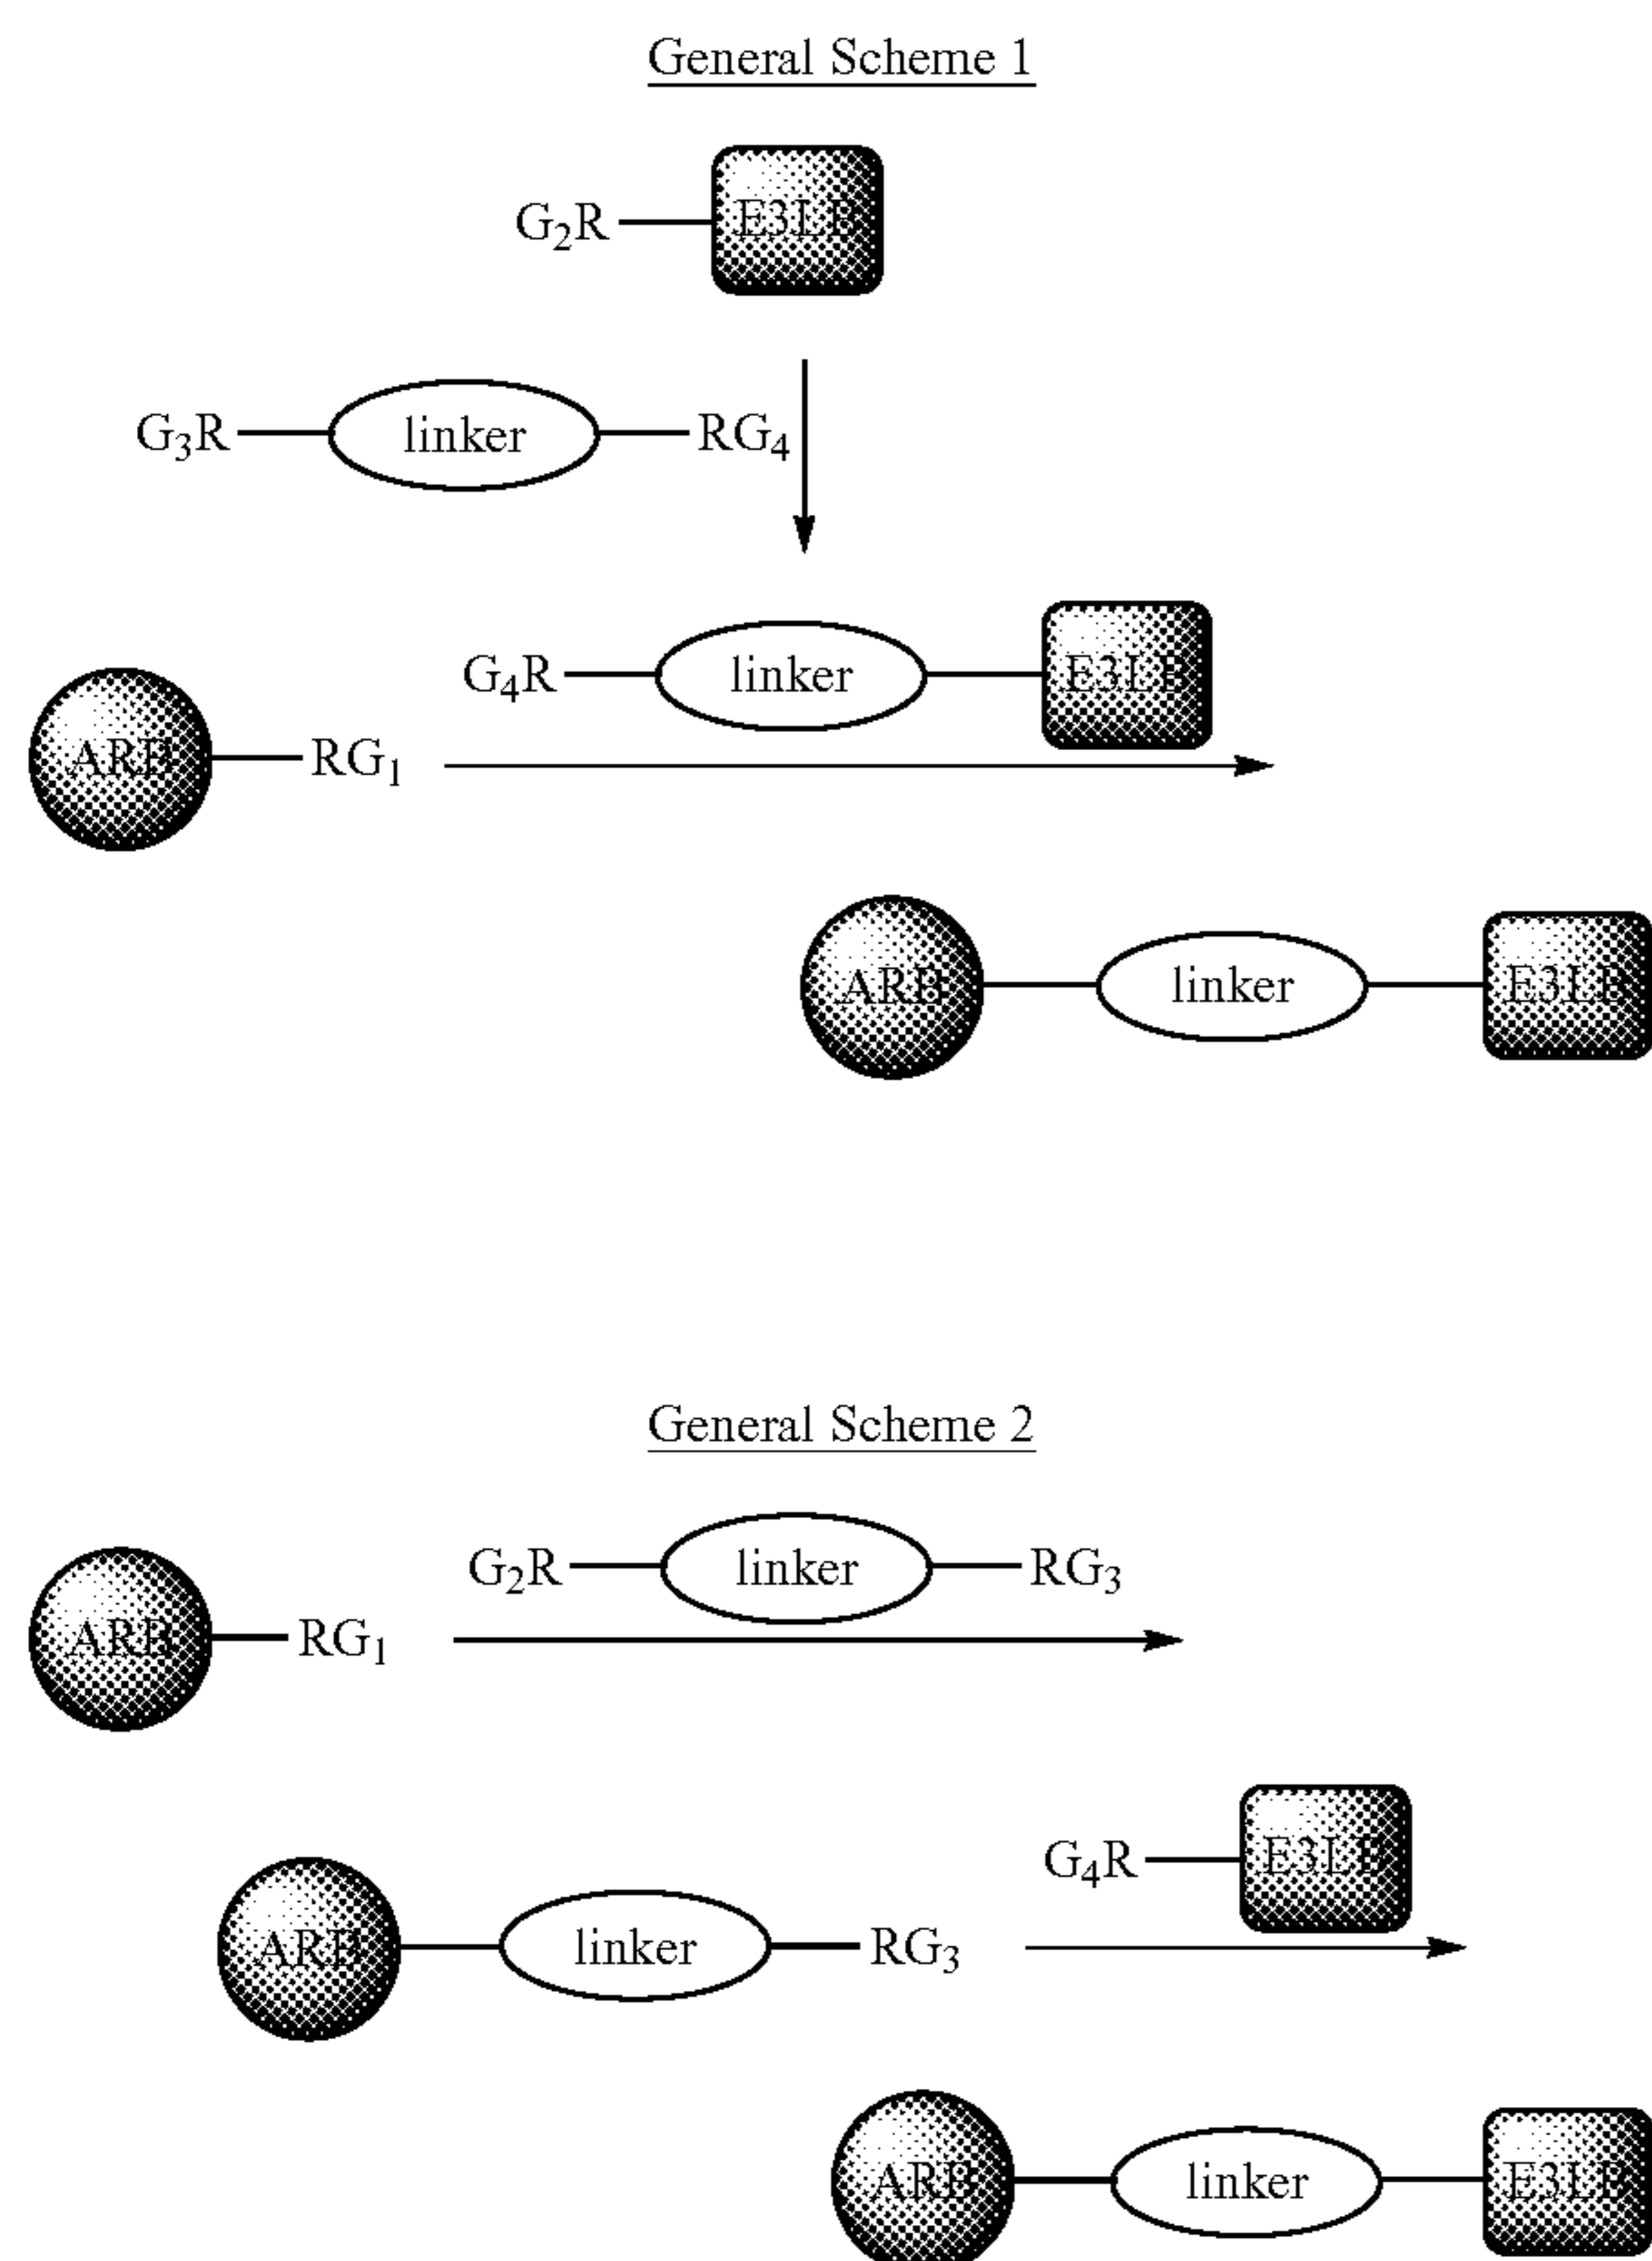 General Scheme 1
G2R E3LB
G3R linker RG4
G4R linker E3LB
ARB RG1
ARB linker E3LB
General Scheme 2
G2R linker RG3
ARB RG1
G4R E3LB
ARB linker RG3
ARB linker E3LB